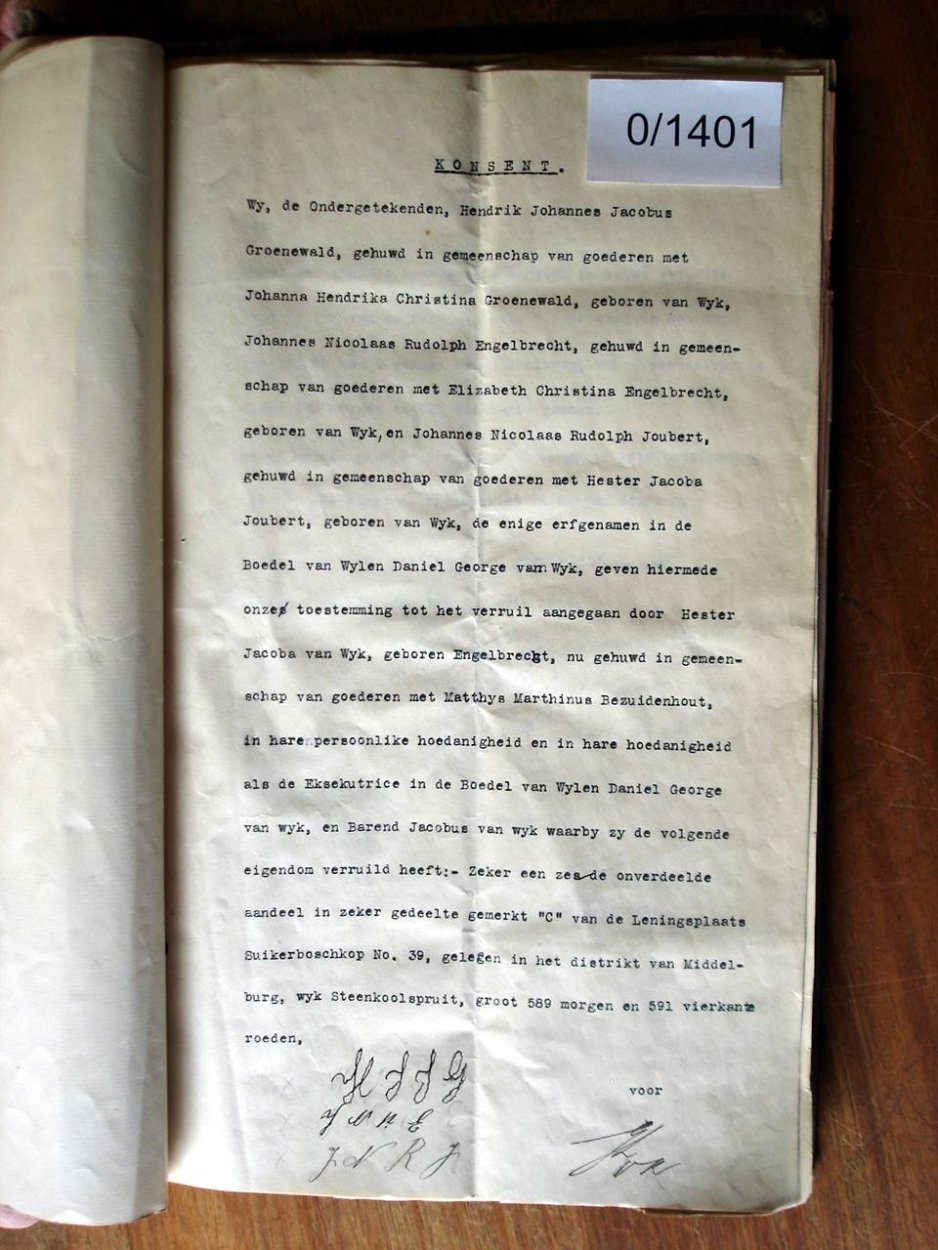 0/1401
KONSENT.
Wy, de Ondergetekenden, Hendrik Johannes Jacobus
Groenewald, gehuwd in gemeenschap van goederen met
Johanna Hendrika Christina Groenewald, geboren van Wyk,
Johannes Nicolaas Rudolph Engelbrecht, gehuwd in gemeen-
schap van goederen met Elizabeth Christina Engelbrecht,
geboren van Wyk, en Johannes Nicolaas Rudolph Joubert,
gehuwd in gemeenschap van goederen met Hester Jacoba
Joubert, geboren van Wyk, de enige erfgenamen in de
Boedel van Wylen Daniel George van Wyk, geven hiermede
onze toestemming tot het verruil aangegaan door Hester
Jacoba van Wyk, geboren Engelbrecht, nu gehuwd in gemeen-
schap van goederen met Matthys Marthinus Bezuidenhout,
in hare persoonlike hoedanigheid en in hare hoedanigheid
als de Eksekutrice in de Boedel van Wylen Daniel George
van wyk, en Barend Jacobus van wyk waarby zy de volgende
eigendom verruild heeft:- Zeker een zesde onverdeelde
aandeel in zeker gedeelte gemerkt "C" van de Leningsplaats
Suikerboschkop No. 39, gelegen in het distrikt van Middel-
burg, wyk Steenkoolspruit, groot 589 morgen en 591 vierkante
roeden,
voor
J N R J